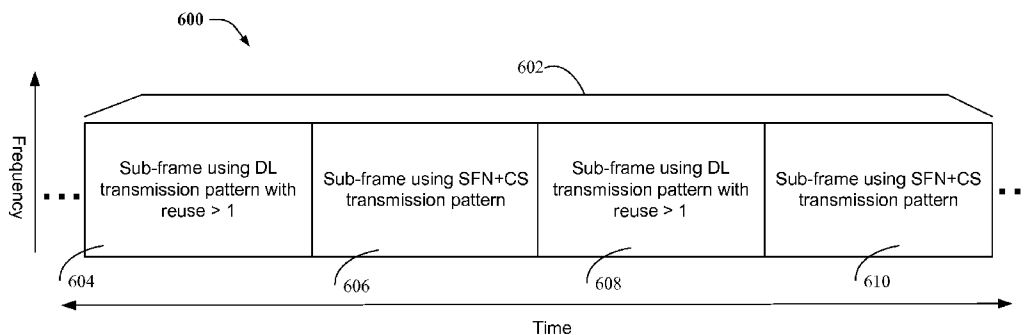 600
602
Frequency
Sub-frame using DL
transmission pattern with
reuse > 1
Sub-frame using SFN+CS
transmission pattern
Sub-frame using DL
transmission pattern with
reuse > 1
Sub-frame using SFN+CS
transmission pattern
604
606
608
610
Time